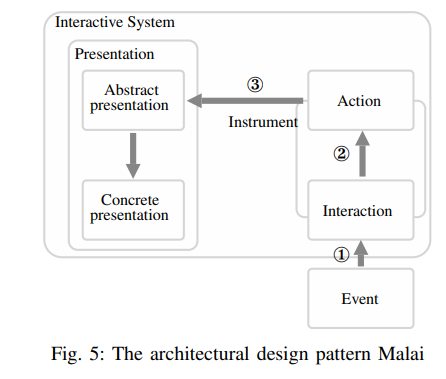 Interactive System
Presentation
Abstract
presentation
③
Action
Instrument
②
Concrete
presentation
Interaction
①
Event
Fig. 5: The architectural design pattern Malai